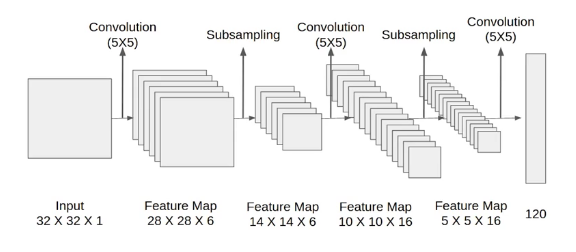 Convolution
(5X5)
Subsampling
Convolution
(5X5)
Subsampling
Convolution
(5X5)
Input
32 X 32 X 1
Feature Map
28 X 28 X 6
Feature Map
14 X 14 X 6
Feature Map
10 X 10 X 16
Feature Map
5 X 5 X 16
120